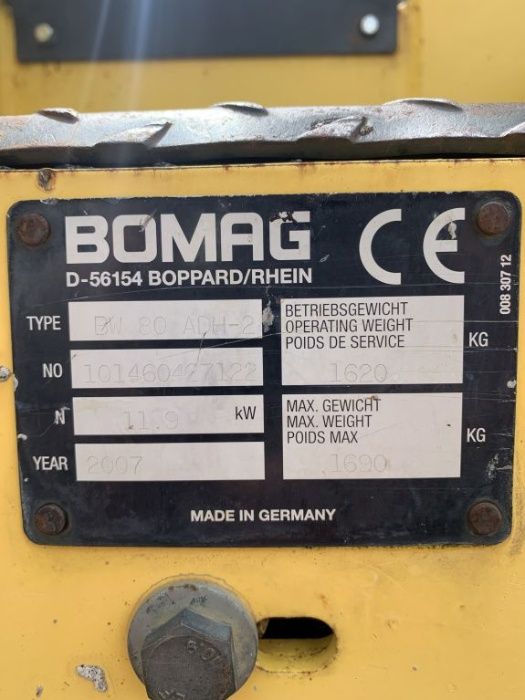 BOMAG
CE
D-56154 BOPPARD/RHEIN
008 307 12
TYPE BW 80 ADH-2
NO 101460427122
N 11.9 kW
YEAR 2007
BETRIEBSGEWICHT
OPERATING WEIGHT
POIDS DE SERVICE
1620 KG
MAX. GEWICHT
MAX. WEIGHT
POIDS MAX
1690 KG
MADE IN GERMANY